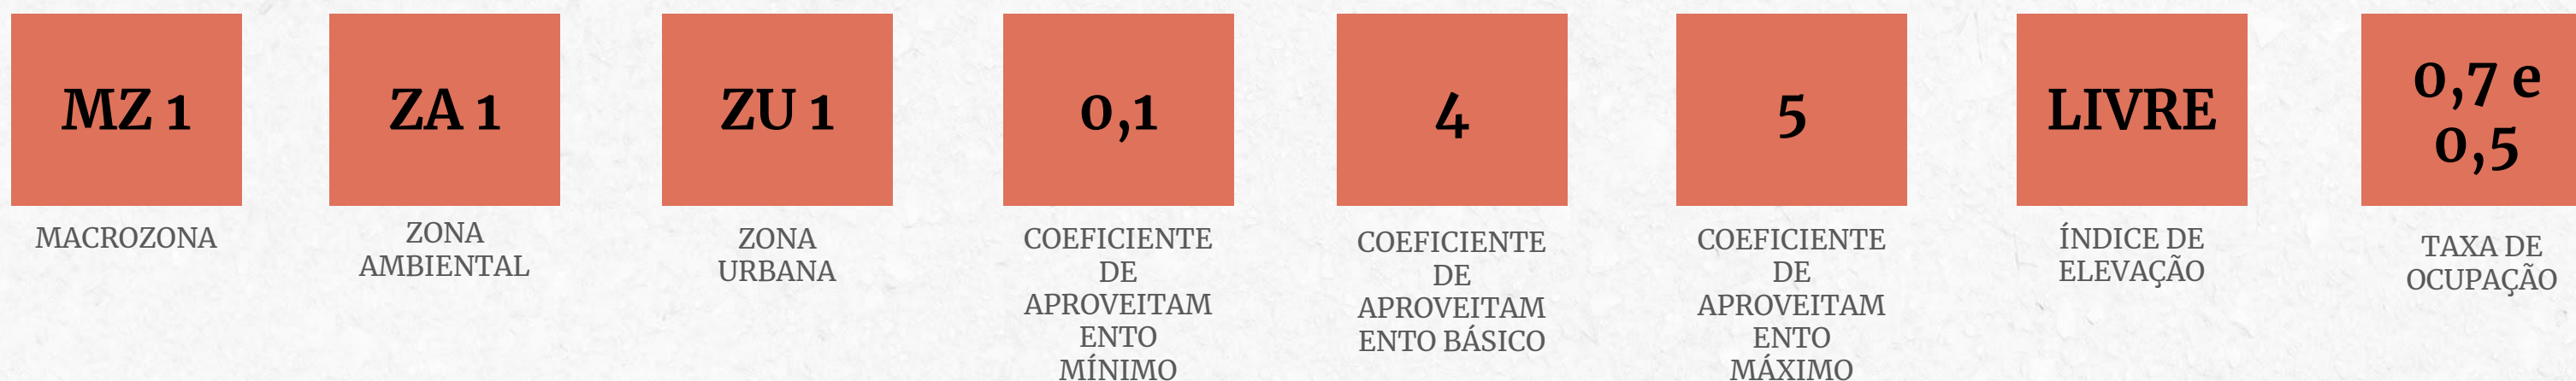 MZ 1
MACROZONA
ZA 1
ZONA
AMBIENTAL
ZU 1
ZONA
URBANA
0,1
COEFICIENTE
DE
APROVEITAM
ENTO
MÍNIMO
4
COEFICIENTE
DE
APROVEITAM
ENTO BÁSICO
5
COEFICIENTE
DE
APROVEITAM
ENTO
MÁXIMO
LIVRE
ÍNDICE DE
ELEVAÇÃO
0,7 e
0,5
TAXA DE
OCUPAÇÃO